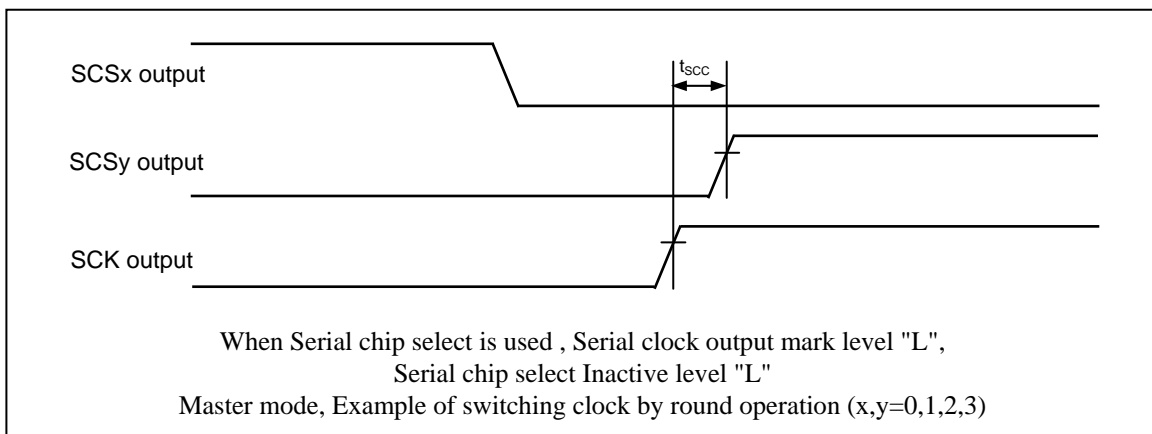 SCSx output
tSCC
SCSy output
SCK output
When Serial chip select is used , Serial clock output mark level "L",
Serial chip select Inactive level "L"
Master mode, Example of switching clock by round operation (x,y=0,1,2,3)